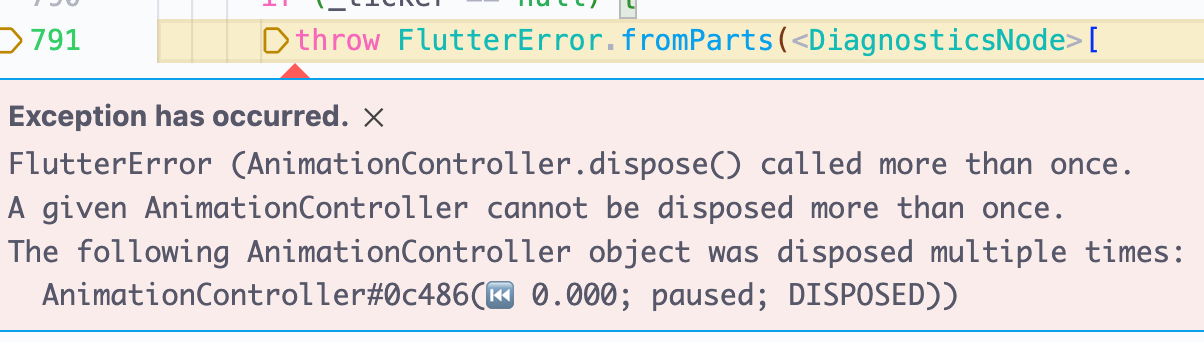 790 if (_ticker == null) {
791 throw FlutterError.fromParts(<DiagnosticsNode>[
Exception has occurred. ×
FlutterError (AnimationController.dispose() called more than once.
A given AnimationController cannot be disposed more than once.
The following AnimationController object was disposed multiple times:
AnimationController#0c486(⏮ 0.000; paused; DISPOSED))